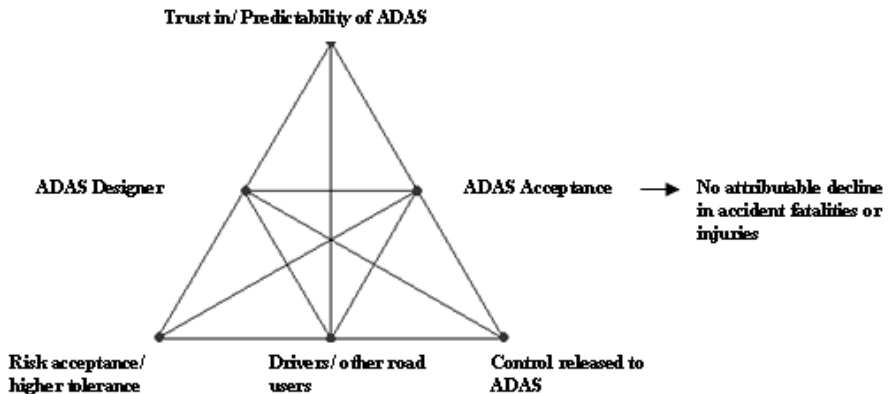 Trust in/ Predictability of ADAS
ADAS Designer
ADAS Acceptance
No attributable decline
in accident fatalities or
injuries
Risk acceptance/
higher tolerance
Drivers/ other road
users
Control released to
ADAS